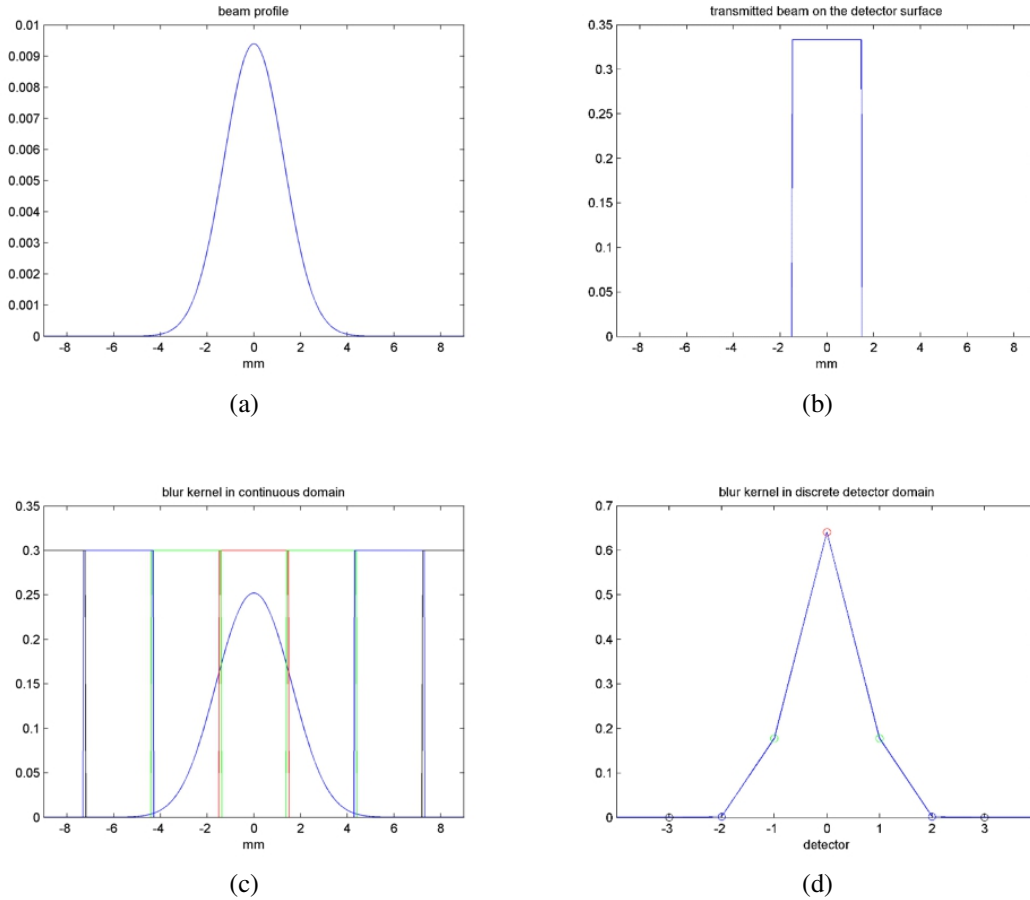 beam profile
0.01
0.009
0.008
0.007
0.006
0.005
0.004
0.003
0.002
0.001
0
-8 -6 -4 -2 0 2 4 6 8
mm
(a)
transmitted beam on the detector surface
0.35
0.3
0.25
0.2
0.15
0.1
0.05
0
-8 -6 -4 -2 0 2 4 6 8
mm
(b)
blur kernel in continuous domain
0.35
0.3
0.25
0.2
0.15
0.1
0.05
0
-8 -6 -4 -2 0 2 4 6 8
mm
(c)
blur kernel in discrete detector domain
0.7
0.6
0.5
0.4
0.3
0.2
0.1
0
-3 -2 -1 0 1 2 3
detector
(d)